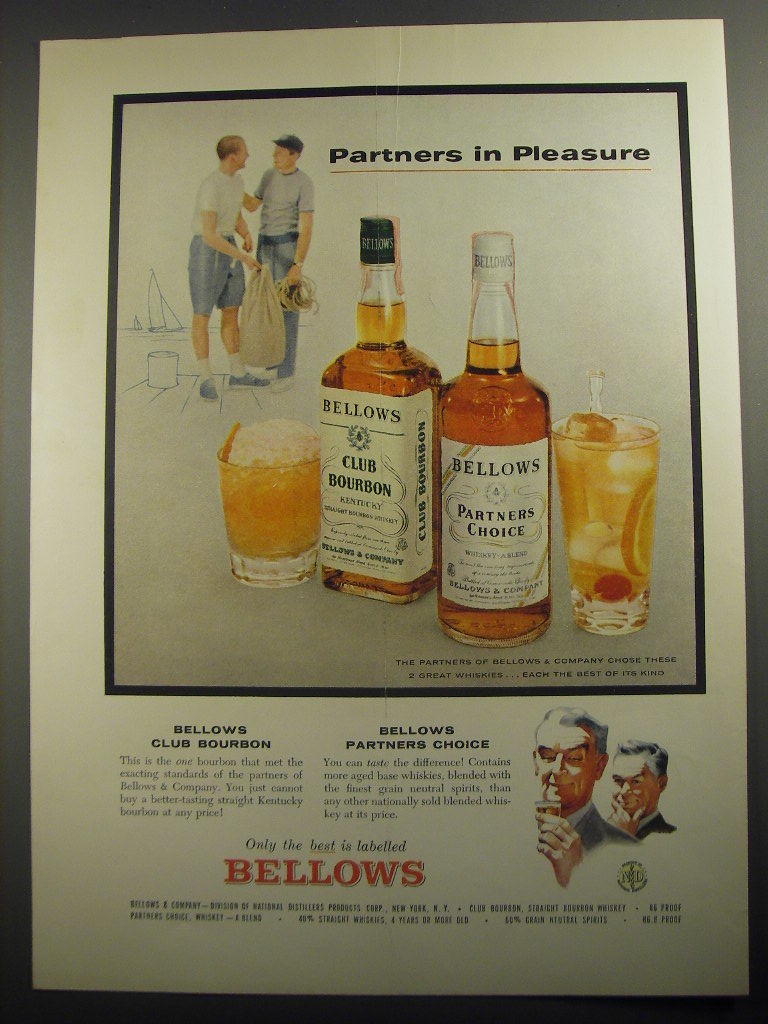 Partners in Pleasure
BELLOWS
BELLOWS
BELLOWS
CLUB
BOURBON
KENTUCKY
STRAIGHT BOURBON WHISKEY
BELLOWS & COMPANY
CLUB BOURBON
BELLOWS
PARTNERS
CHOICE
WHISKEY-A BLEND
BELLOWS & COMPANY
THE PARTNERS OF BELLOWS & COMPANY CHOSE THESE
2 GREAT WHISKIES . . . EACH THE BEST OF ITS KIND
BELLOWS
CLUB BOURBON
This is the one bourbon that met the
exacting standards of the partners of
Bellows & Company. You just cannot
buy a better-tasting straight Kentucky
bourbon at any price!
BELLOWS
PARTNERS CHOICE
You can taste the difference! Contains
more aged base whiskies, blended with
the finest grain neutral spirits, than
any other nationally sold blended whis-
key at its price.
Only the best is labelled
BELLOWS
ND
BELLOWS & COMPANY—DIVISION OF NATIONAL DISTILLERS PRODUCTS CORP., NEW YORK, N. Y. • CLUB BOURBON, STRAIGHT BOURBON WHISKEY • 86 PROOF
PARTNERS CHOICE, WHISKEY—A BLEND • 40% STRAIGHT WHISKIES, 4 YEARS OR MORE OLD • 60% GRAIN NEUTRAL SPIRITS • 86.8 PROOF